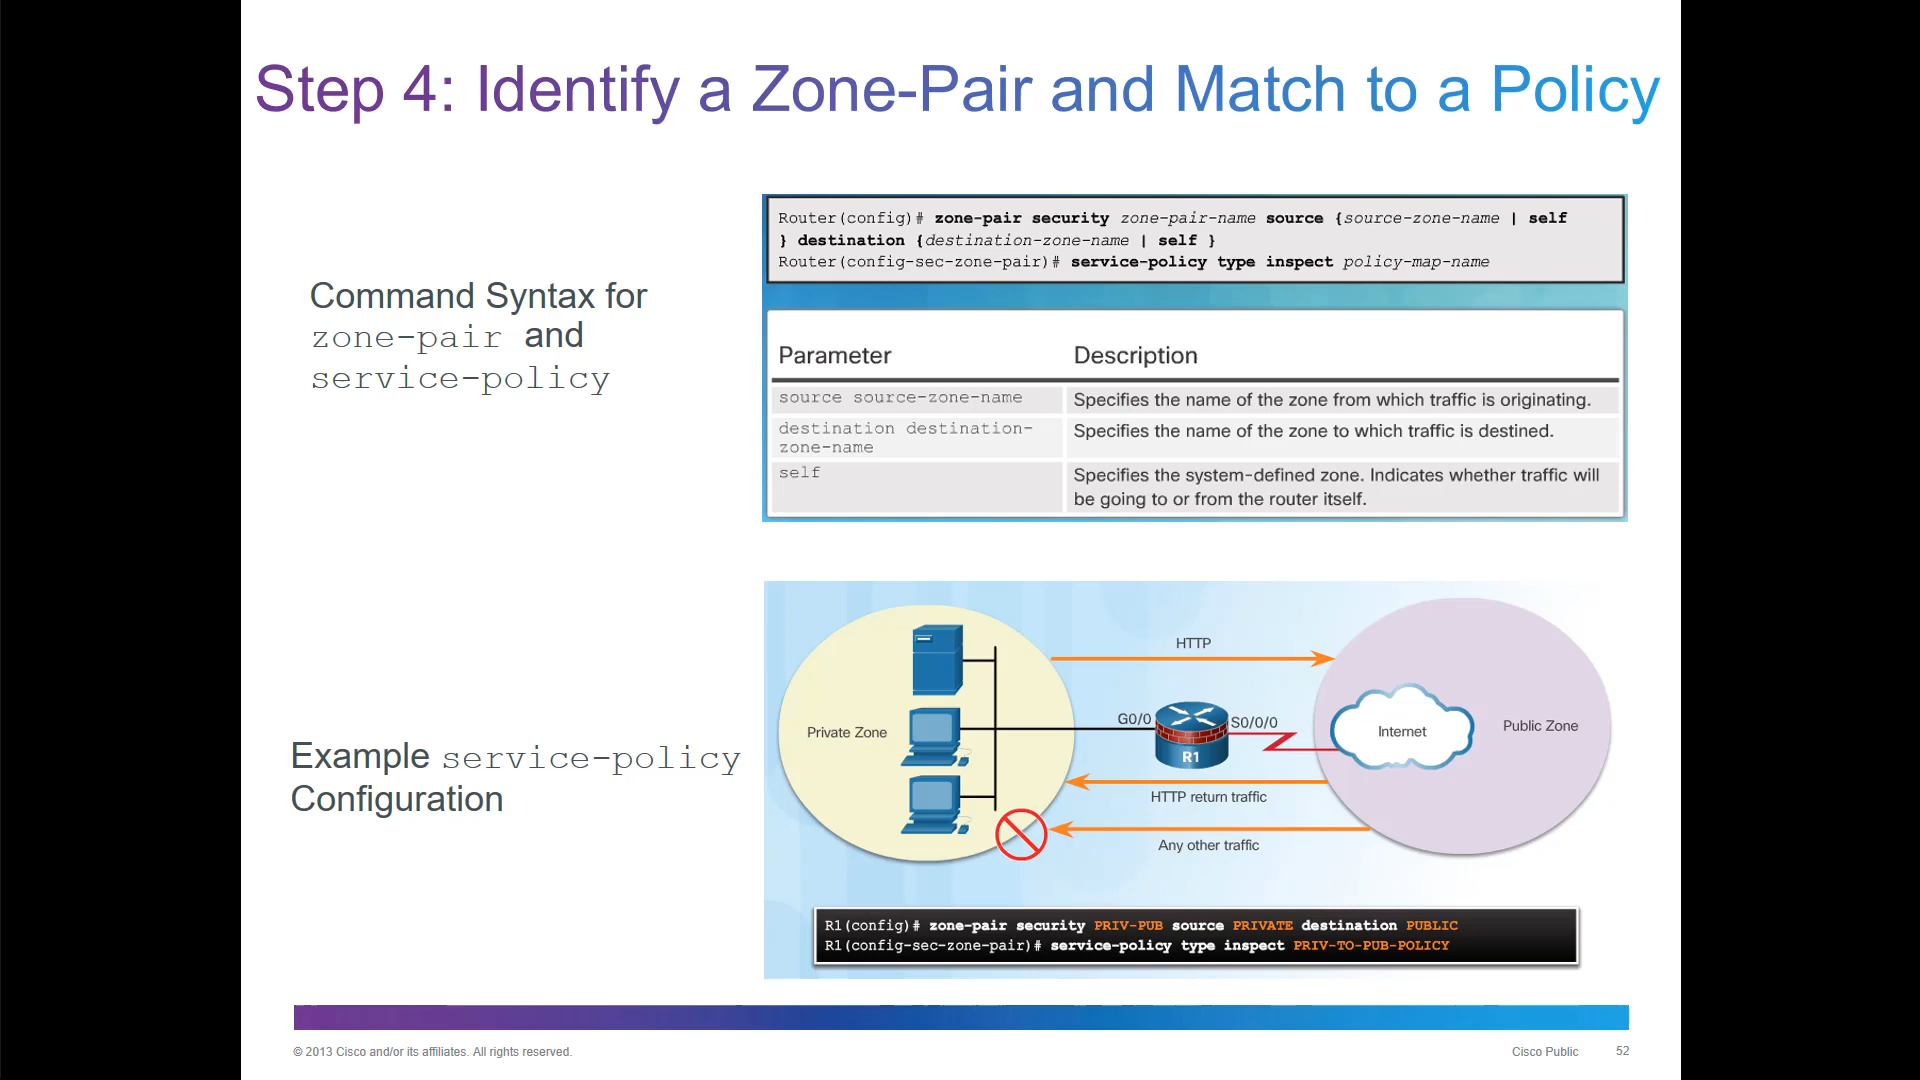 Step 4: Identify a Zone-Pair and Match to a Policy
Command Syntax for
zone-pair and
service-policy
Router(config)# zone-pair security zone-pair-name source {source-zone-name | self
} destination {destination-zone-name | self }
Router(config-sec-zone-pair)# service-policy type inspect policy-map-name
Parameter Description
source source-zone-name Specifies the name of the zone from which traffic is originating.
destination destination- Specifies the name of the zone to which traffic is destined.
zone-name
self Specifies the system-defined zone. Indicates whether traffic will
be going to or from the router itself.
Example service-policy
Configuration
HTTP
Private Zone
G0/0
S0/0/0
R1
Internet
Public Zone
HTTP return traffic
Any other traffic
R1(config)# zone-pair security PRIV-PUB source PRIVATE destination PUBLIC
R1(config-sec-zone-pair)# service-policy type inspect PRIV-TO-PUB-POLICY
© 2013 Cisco and/or its affiliates. All rights reserved.
Cisco Public 52